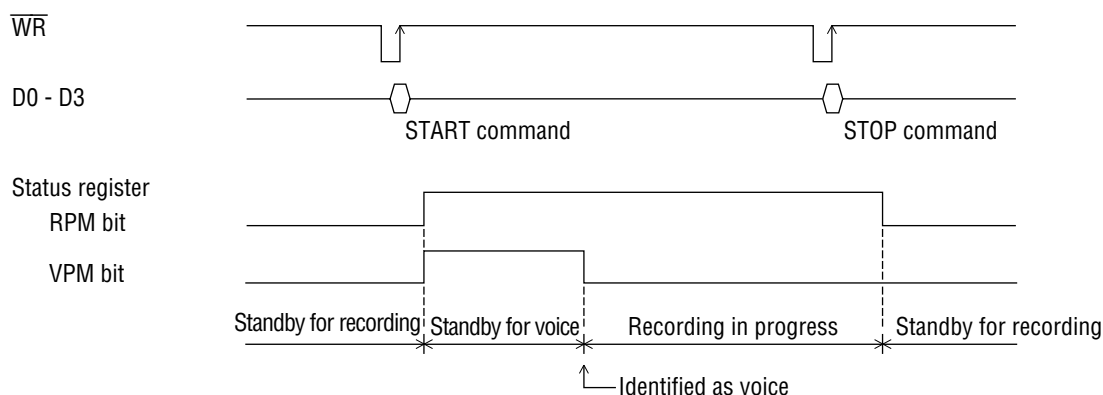 WR
D0 - D3
START command
STOP command
Status register
RPM bit
VPM bit
Standby for recording
Standby for voice
Recording in progress
Standby for recording
Identified as voice